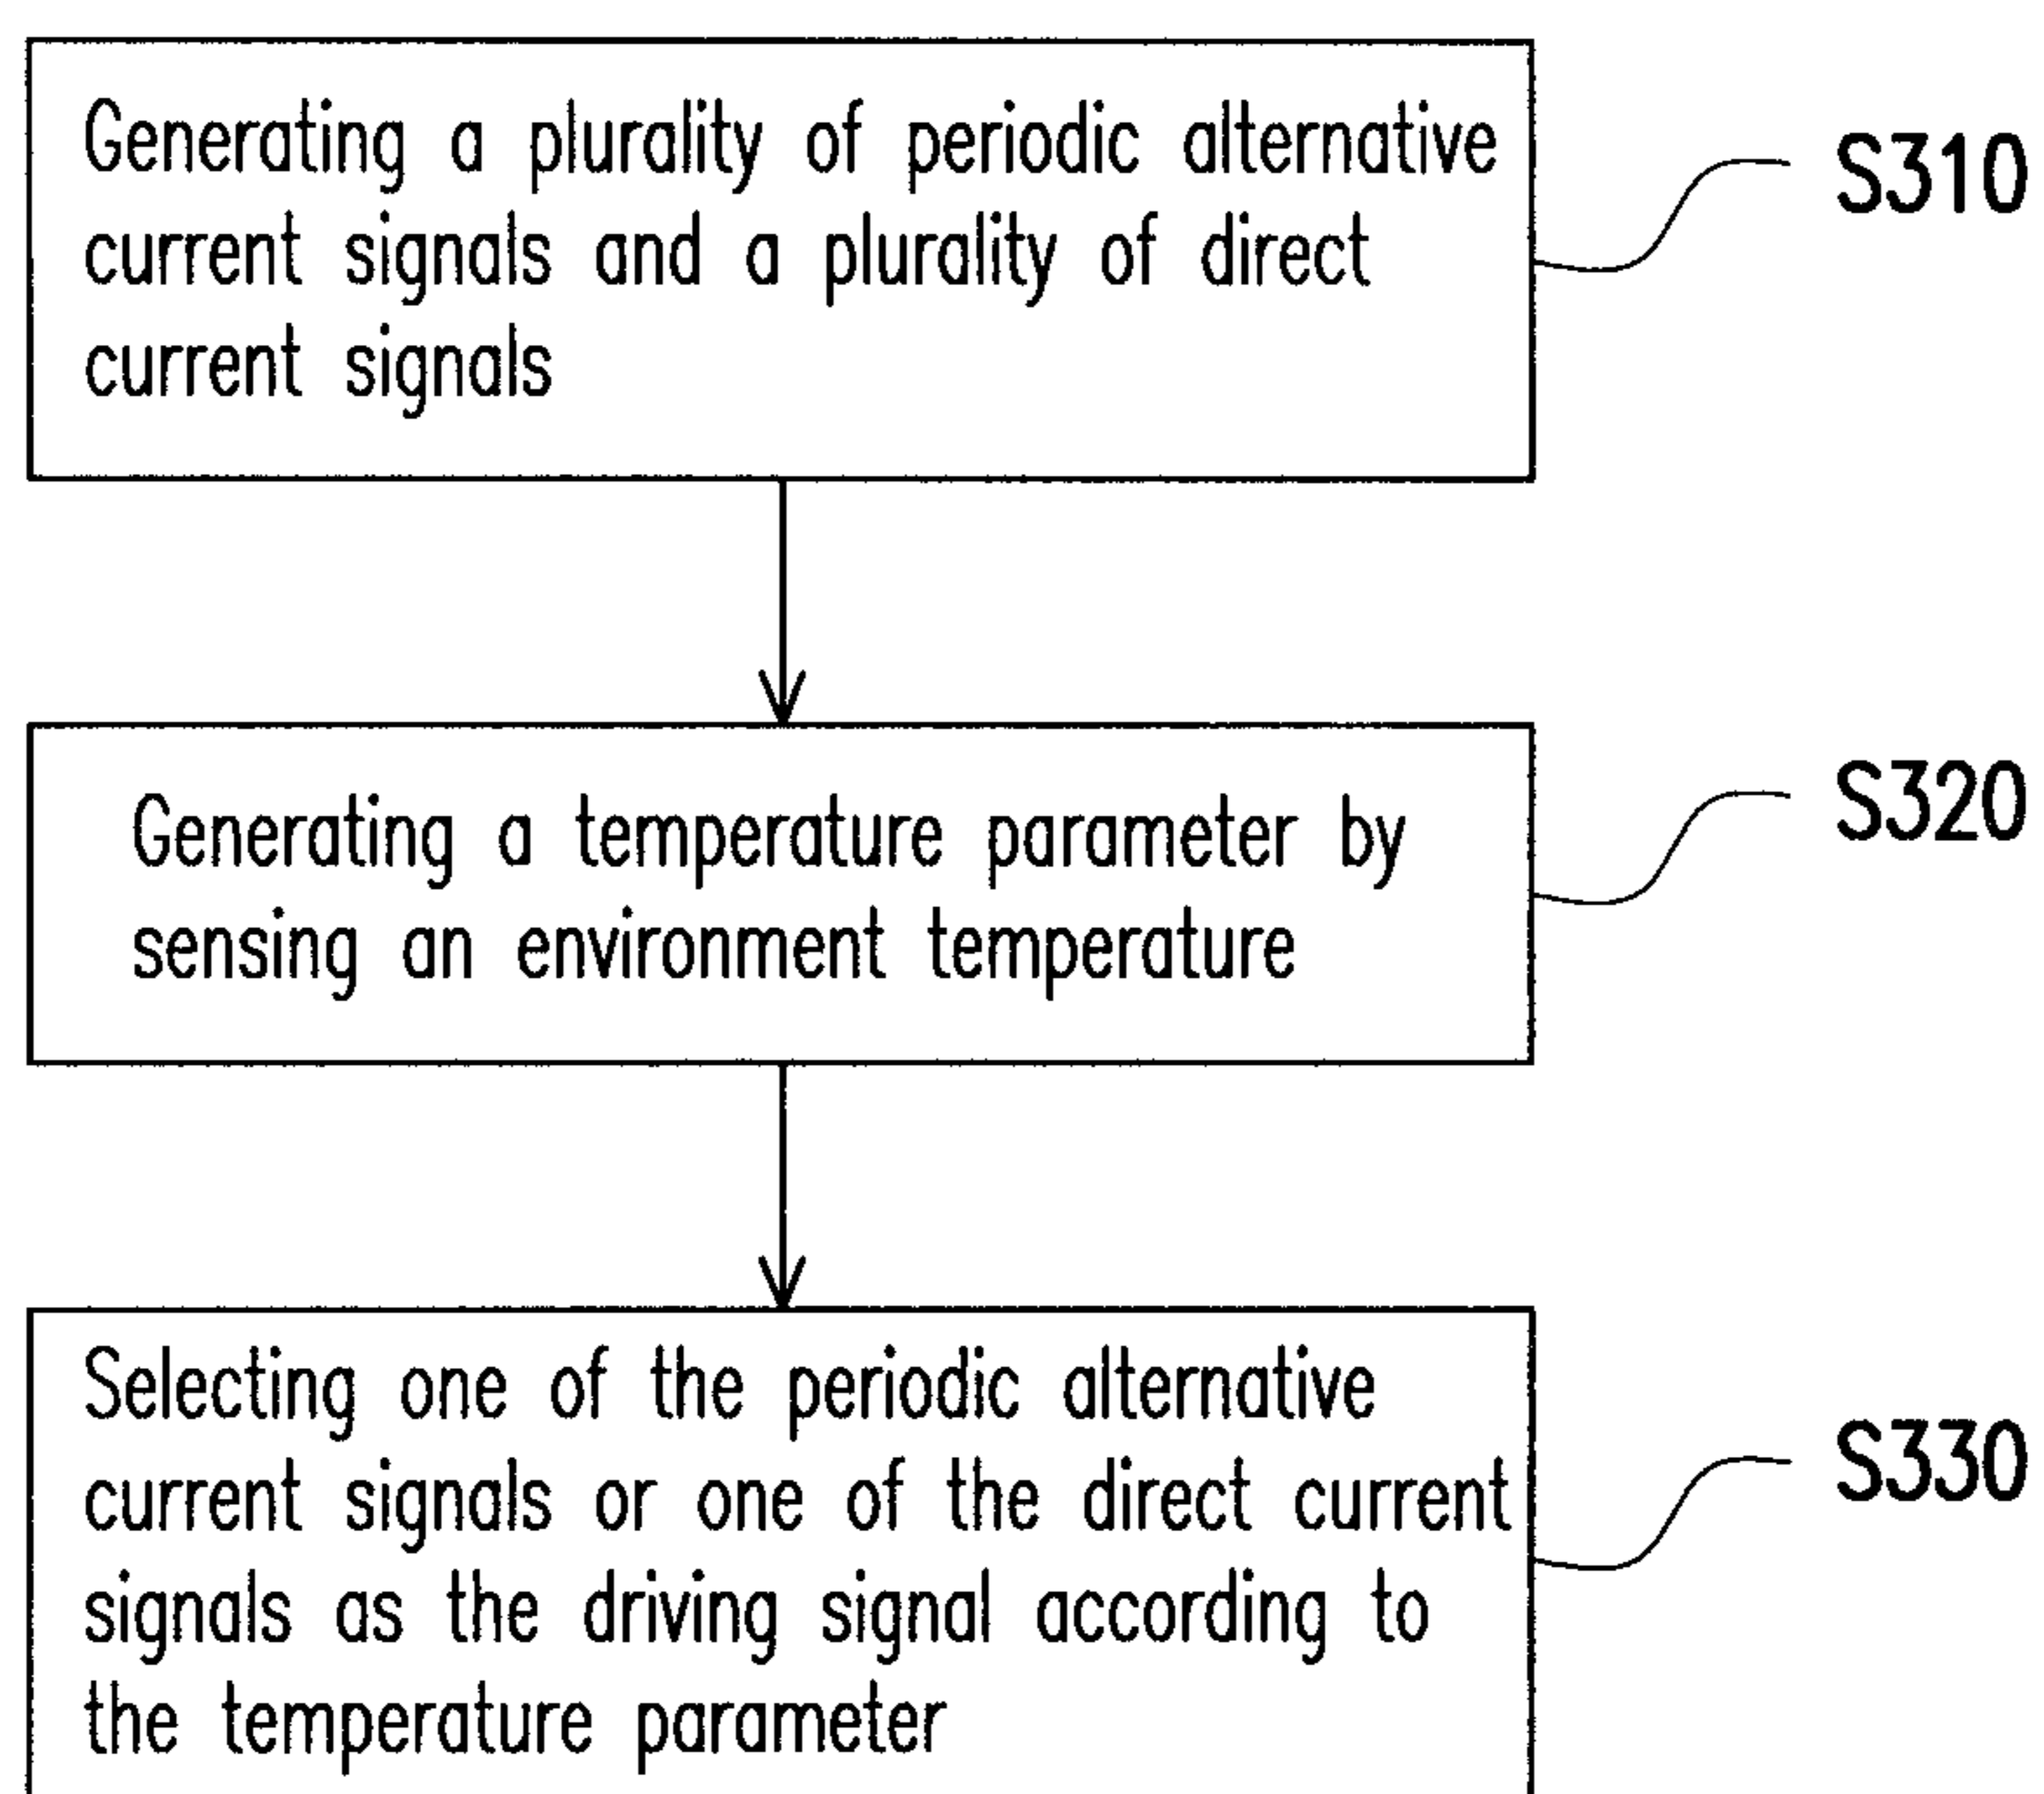 Generating a plurality of periodic alternative
current signals and a plurality of direct
current signals
S310
Generating a temperature parameter by
sensing an environment temperature
S320
Selecting one of the periodic alternative
current signals or one of the direct current
signals as the driving signal according to
the temperature parameter
S330